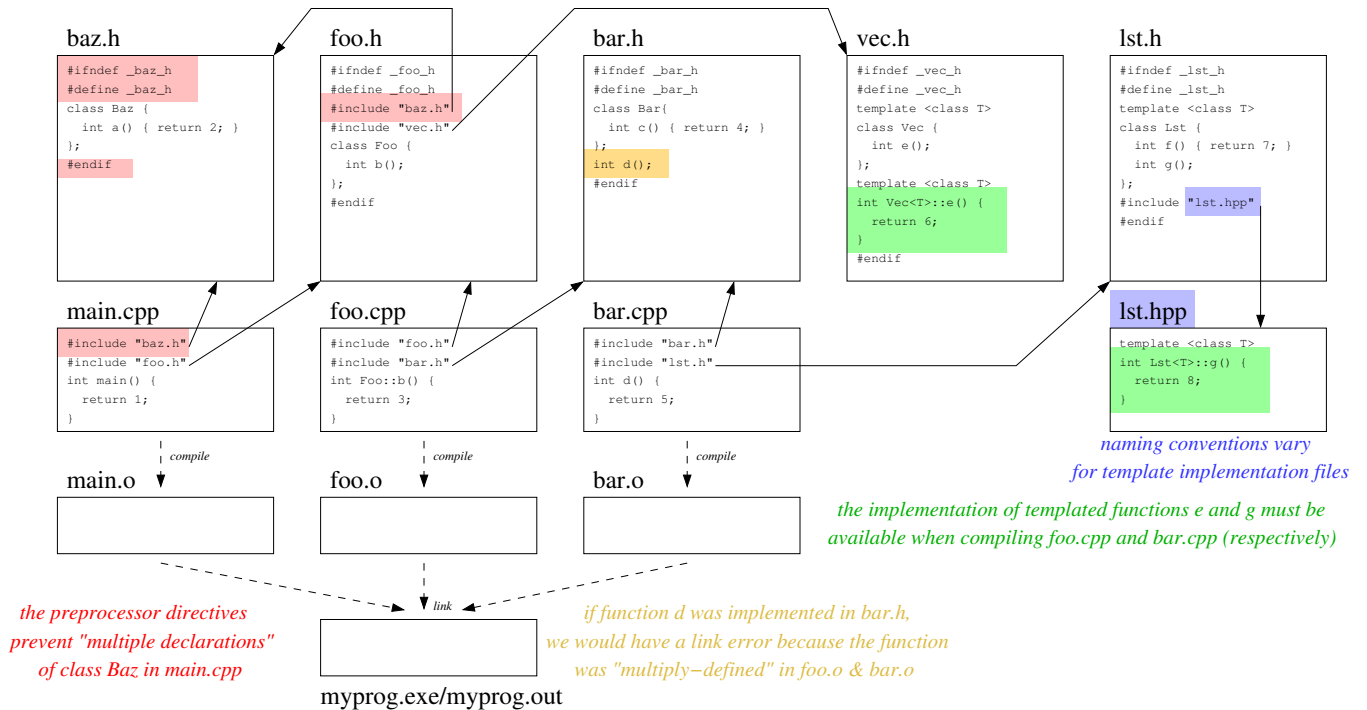 baz.h
#ifndef _baz_h
#define _baz_h
class Baz {
  int a() { return 2; }
};
#endif
foo.h
#ifndef _foo_h
#define _foo_h
#include "baz.h"
#include "vec.h"
class Foo {
  int b();
};
#endif
bar.h
#ifndef _bar_h
#define _bar_h
class Bar{
  int c() { return 4; }
};
int d();
#endif
vec.h
#ifndef _vec_h
#define _vec_h
template <class T>
class Vec {
  int e();
};
template <class T>
int Vec<T>::e() {
  return 6;
}
#endif
lst.h
#ifndef _lst_h
#define _lst_h
template <class T>
class Lst {
  int f() { return 7; }
  int g();
};
#include "lst.hpp"
#endif
main.cpp
#include "baz.h"
#include "foo.h"
int main() {
  return 1;
}
foo.cpp
#include "foo.h"
#include "bar.h"
int Foo::b() {
  return 3;
}
bar.cpp
#include "bar.h"
#include "lst.h"
int d() {
  return 5;
}
lst.hpp
template <class T>
int Lst<T>::g() {
  return 8;
}
naming conventions vary
for template implementation files
compile
compile
compile
main.o
foo.o
bar.o
the implementation of templated functions e and g must be
available when compiling foo.cpp and bar.cpp (respectively)
link
the preprocessor directives
prevent "multiple declarations"
of class Baz in main.cpp
if function d was implemented in bar.h,
we would have a link error because the function
was "multiply−defined" in foo.o & bar.o
myprog.exe/myprog.out